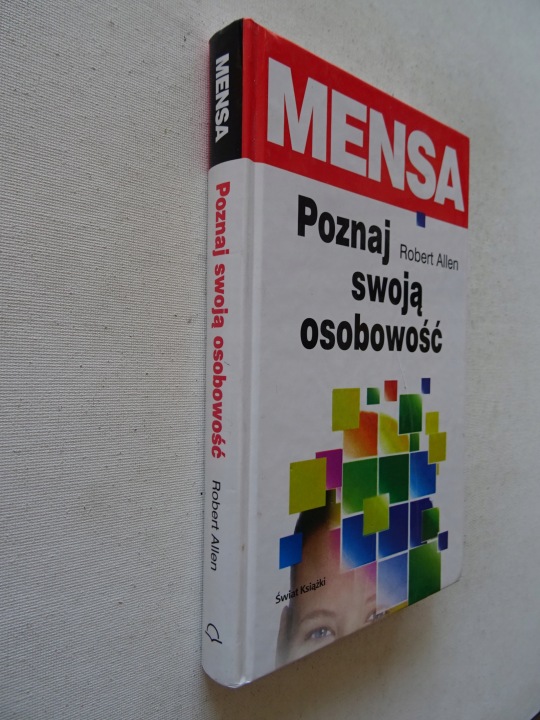 MENSA
Poznaj swoją osobowość
Robert Allen
MENSA
Poznaj
Robert Allen
swoją
osobowość
Świat Książki